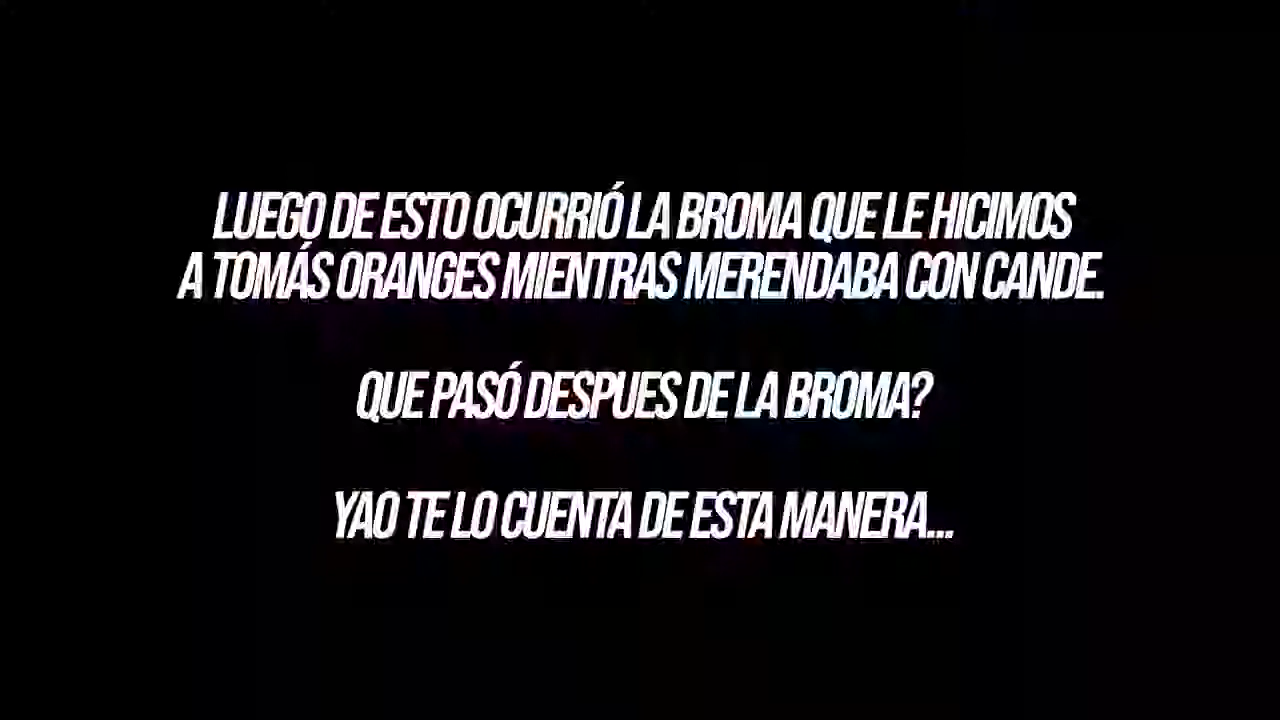 LUEGO DE ESTO OCURRIÓ LA BROMA QUE LE HICIMOS
A TOMÁS ORANGES MIENTRAS MERENDABA CON CANDE.
QUE PASÓ DESPUES DE LA BROMA?
YAO TE LO CUENTA DE ESTA MANERA...